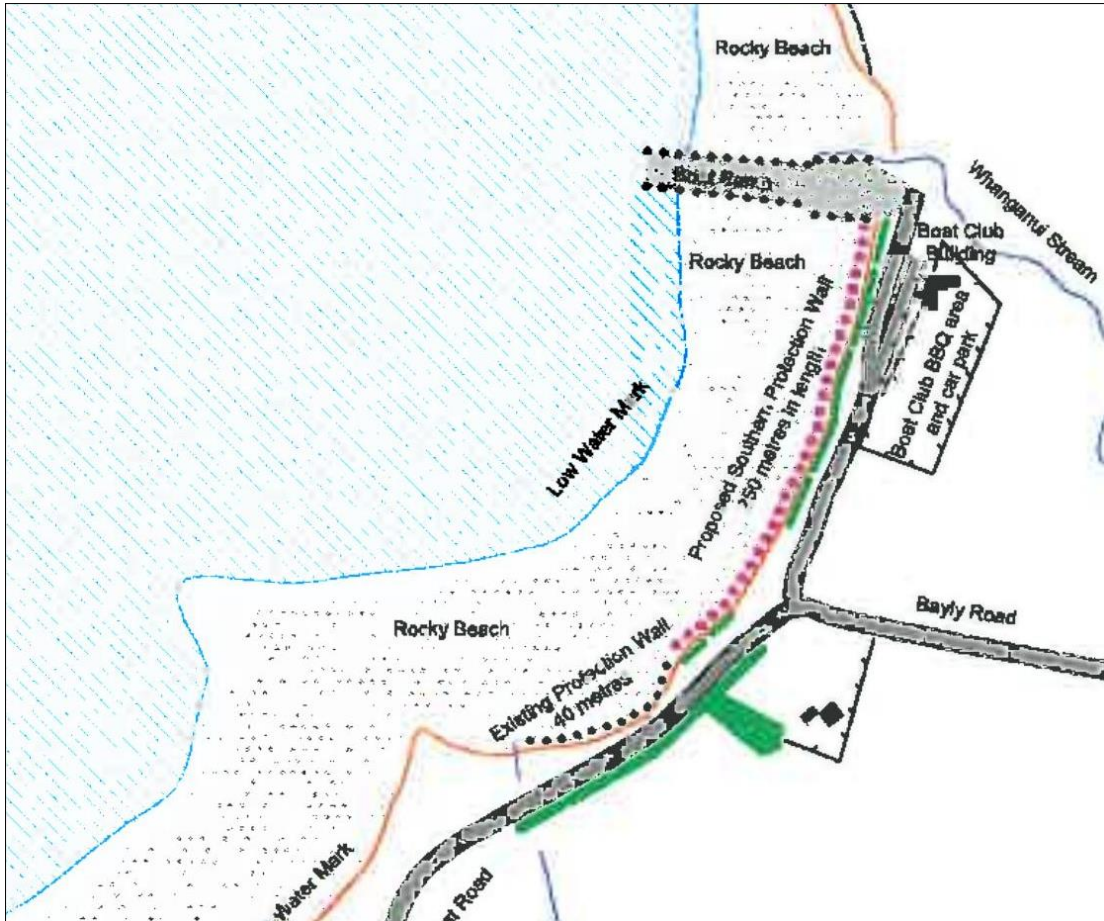 Rocky Beach
Boat Ramp
Whanganui Stream
Boat Club
Building
Rocky Beach
Boat Club BBQ area
and car park
Proposed Southern Protection Wall
250 metres in length
Low Water Mark
Bayly Road
Rocky Beach
Existing Protection Wall
40 metres
Water Mark
Road